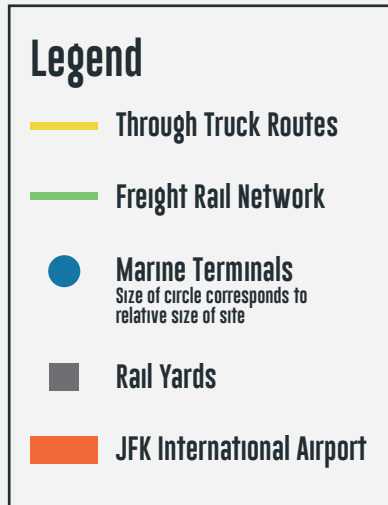 Legend
Through Truck Routes
Freight Rail Network
Marine Terminals
Size of circle corresponds to
relative size of site
Rail Yards
JFK International Airport